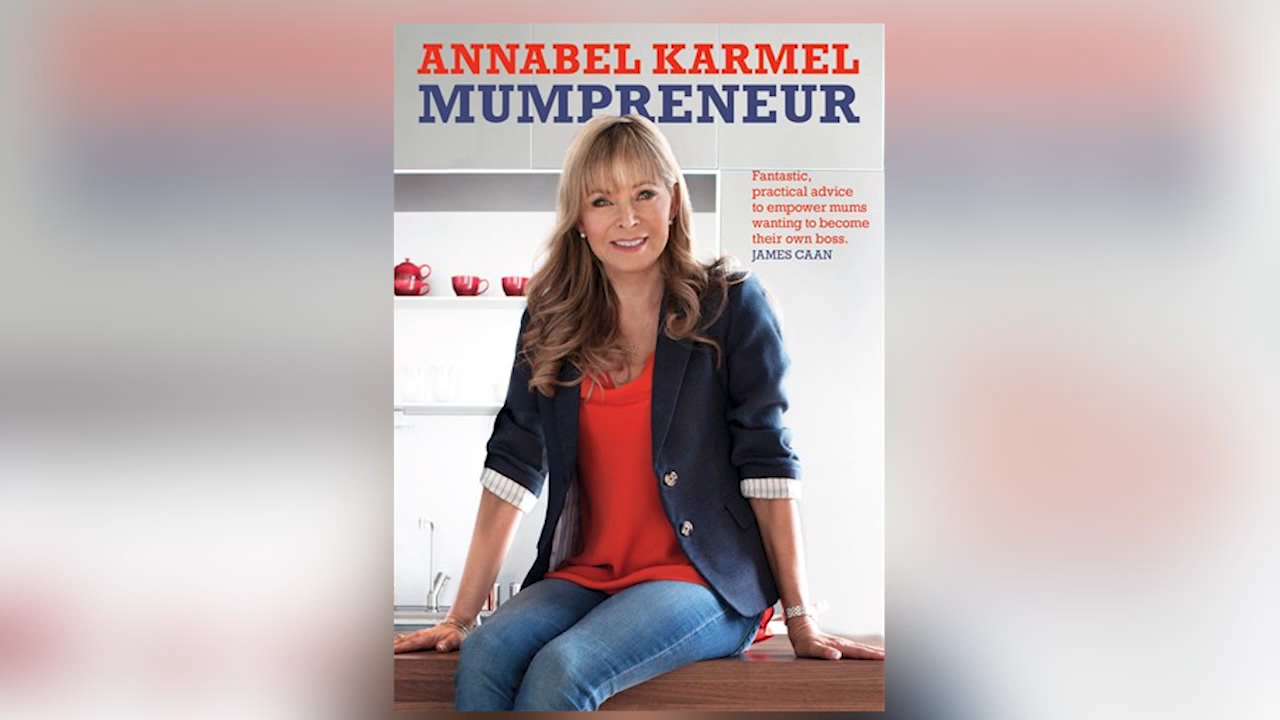 ANNABEL KARMEL
MUMPRENEUR
Fantastic,
practical advice
to empower mums
wanting to become
their own boss.
JAMES CAAN